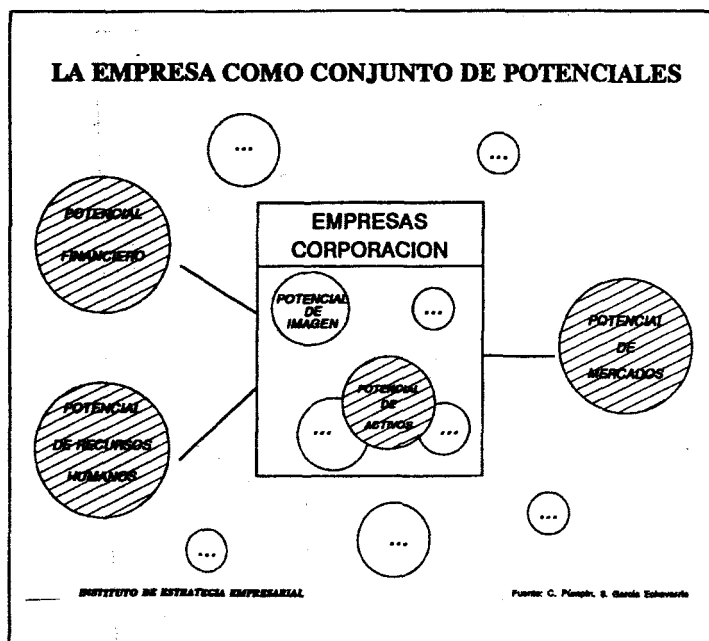 LA EMPRESA COMO CONJUNTO DE POTENCIALES
...
...
POTENCIAL
FINANCIERO
EMPRESAS
CORPORACION
POTENCIAL
DE
IMAGEN
...
POTENCIAL
DE
MERCADOS
POTENCIAL
DE
ACTIVOS
...
...
POTENCIAL
DE RECURSOS
HUMANOS
...
...
...
INSTITUTO DE ESTRATEGIA EMPRESARIAL
Fuente: C. Pümpin, S. García Echevarría